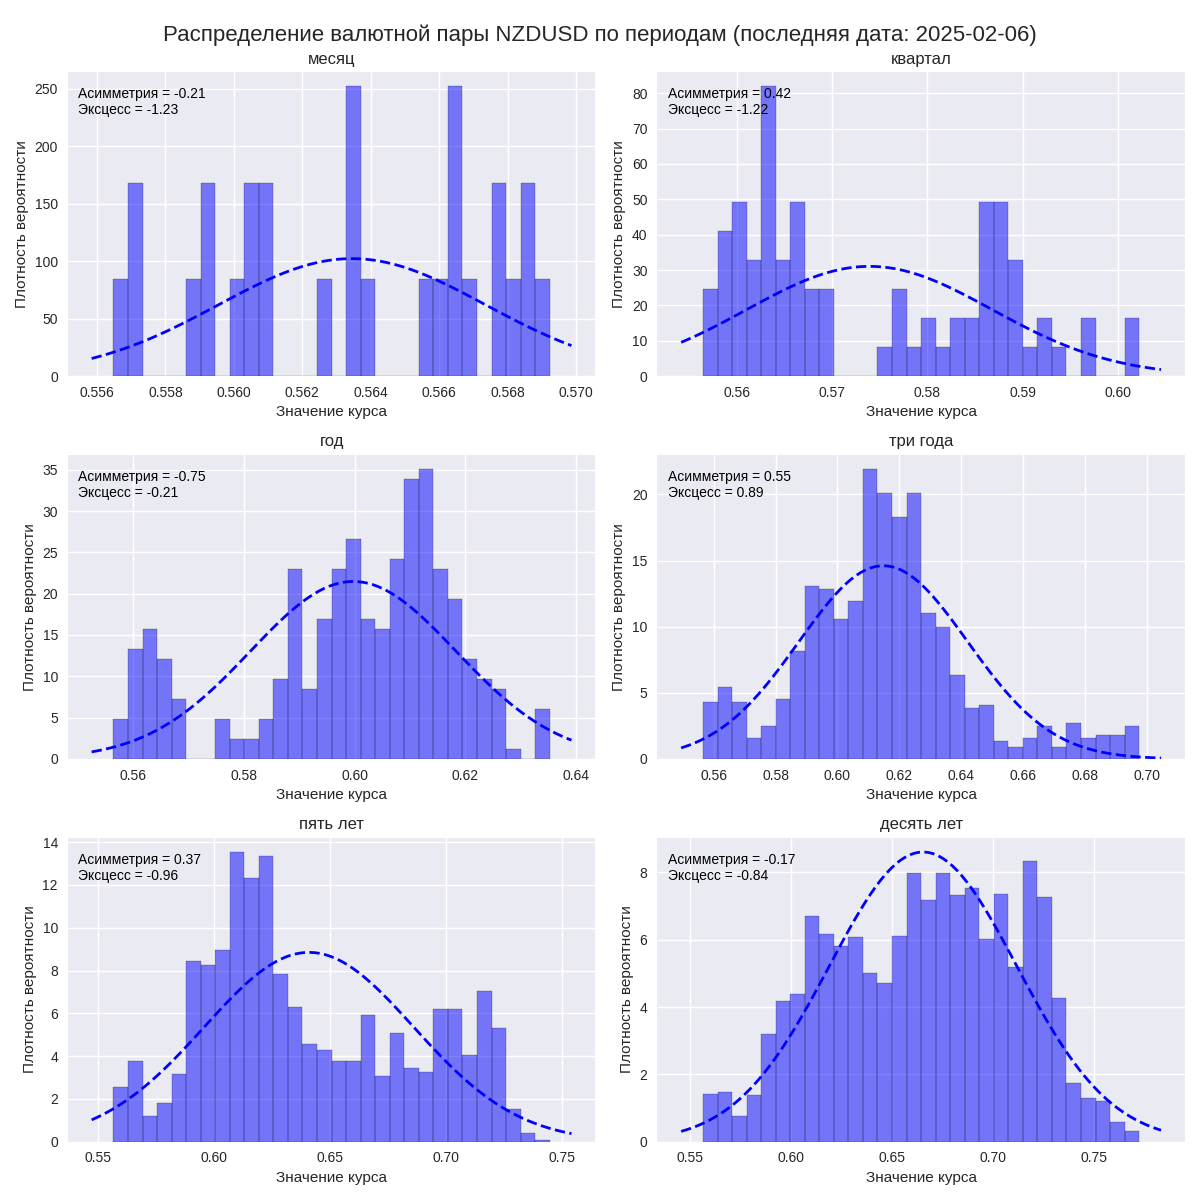 Распределение валютной пары NZDUSD по периодам (последняя дата: 2025-02-06)
месяц
Асимметрия = -0.21
Эксцесс = -1.23
Плотность вероятности
250
200
150
100
50
0
0.556 0.558 0.560 0.562 0.564 0.566 0.568 0.570
Значение курса
квартал
Асимметрия = 0.42
Эксцесс = -1.22
Плотность вероятности
80
70
60
50
40
30
20
10
0
0.56 0.57 0.58 0.59 0.60
Значение курса
год
Асимметрия = -0.75
Эксцесс = -0.21
Плотность вероятности
35
30
25
20
15
10
5
0
0.56 0.58 0.60 0.62 0.64
Значение курса
три года
Асимметрия = 0.55
Эксцесс = 0.89
Плотность вероятности
20
15
10
5
0
0.56 0.58 0.60 0.62 0.64 0.66 0.68 0.70
Значение курса
пять лет
Асимметрия = 0.37
Эксцесс = -0.96
Плотность вероятности
14
12
10
8
6
4
2
0
0.55 0.60 0.65 0.70 0.75
Значение курса
десять лет
Асимметрия = -0.17
Эксцесс = -0.84
Плотность вероятности
8
6
4
2
0
0.55 0.60 0.65 0.70 0.75
Значение курса